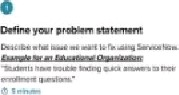 1
Define your problem statement
Describe what issue we want to fix using ServiceNow.
Example for an Educational Organization:
"Students have trouble finding quick answers to their
enrollment questions."
5 minutes